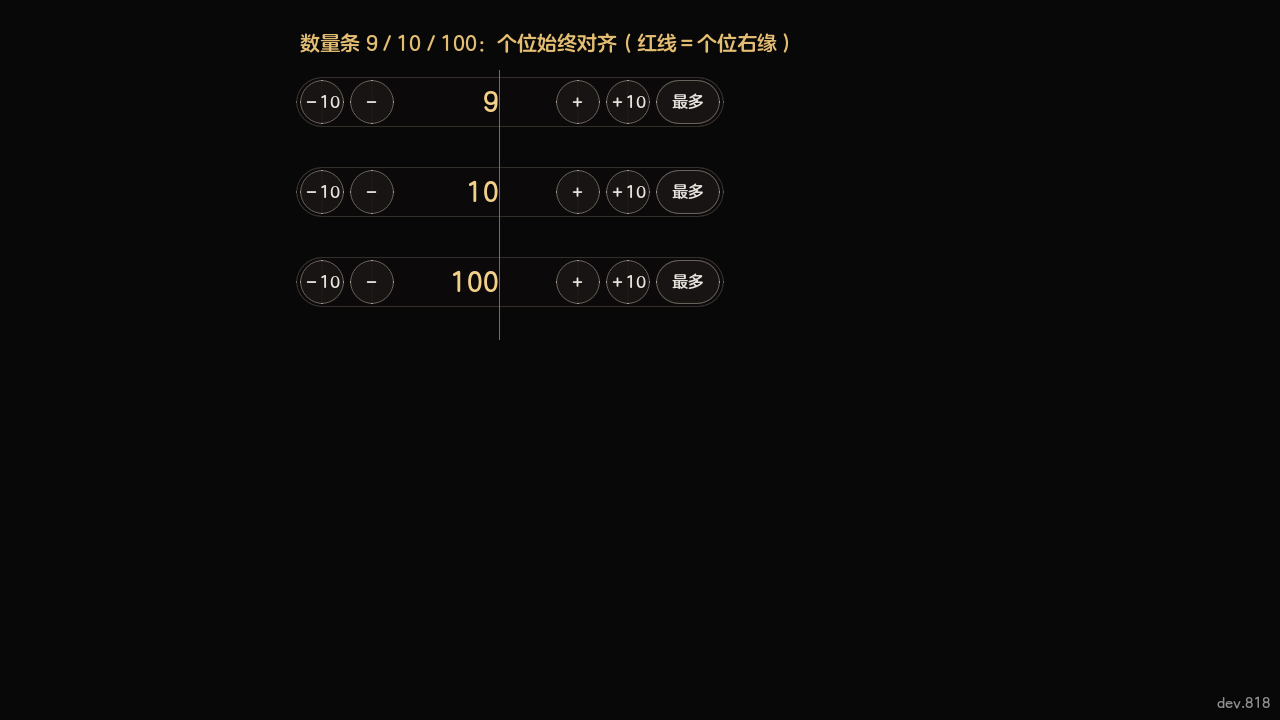 数量条 9 / 10 / 100：个位始终对齐（红线＝个位右缘）
−10 − 9 + +10 最多
−10 − 10 + +10 最多
−10 − 100 + +10 最多
dev.818